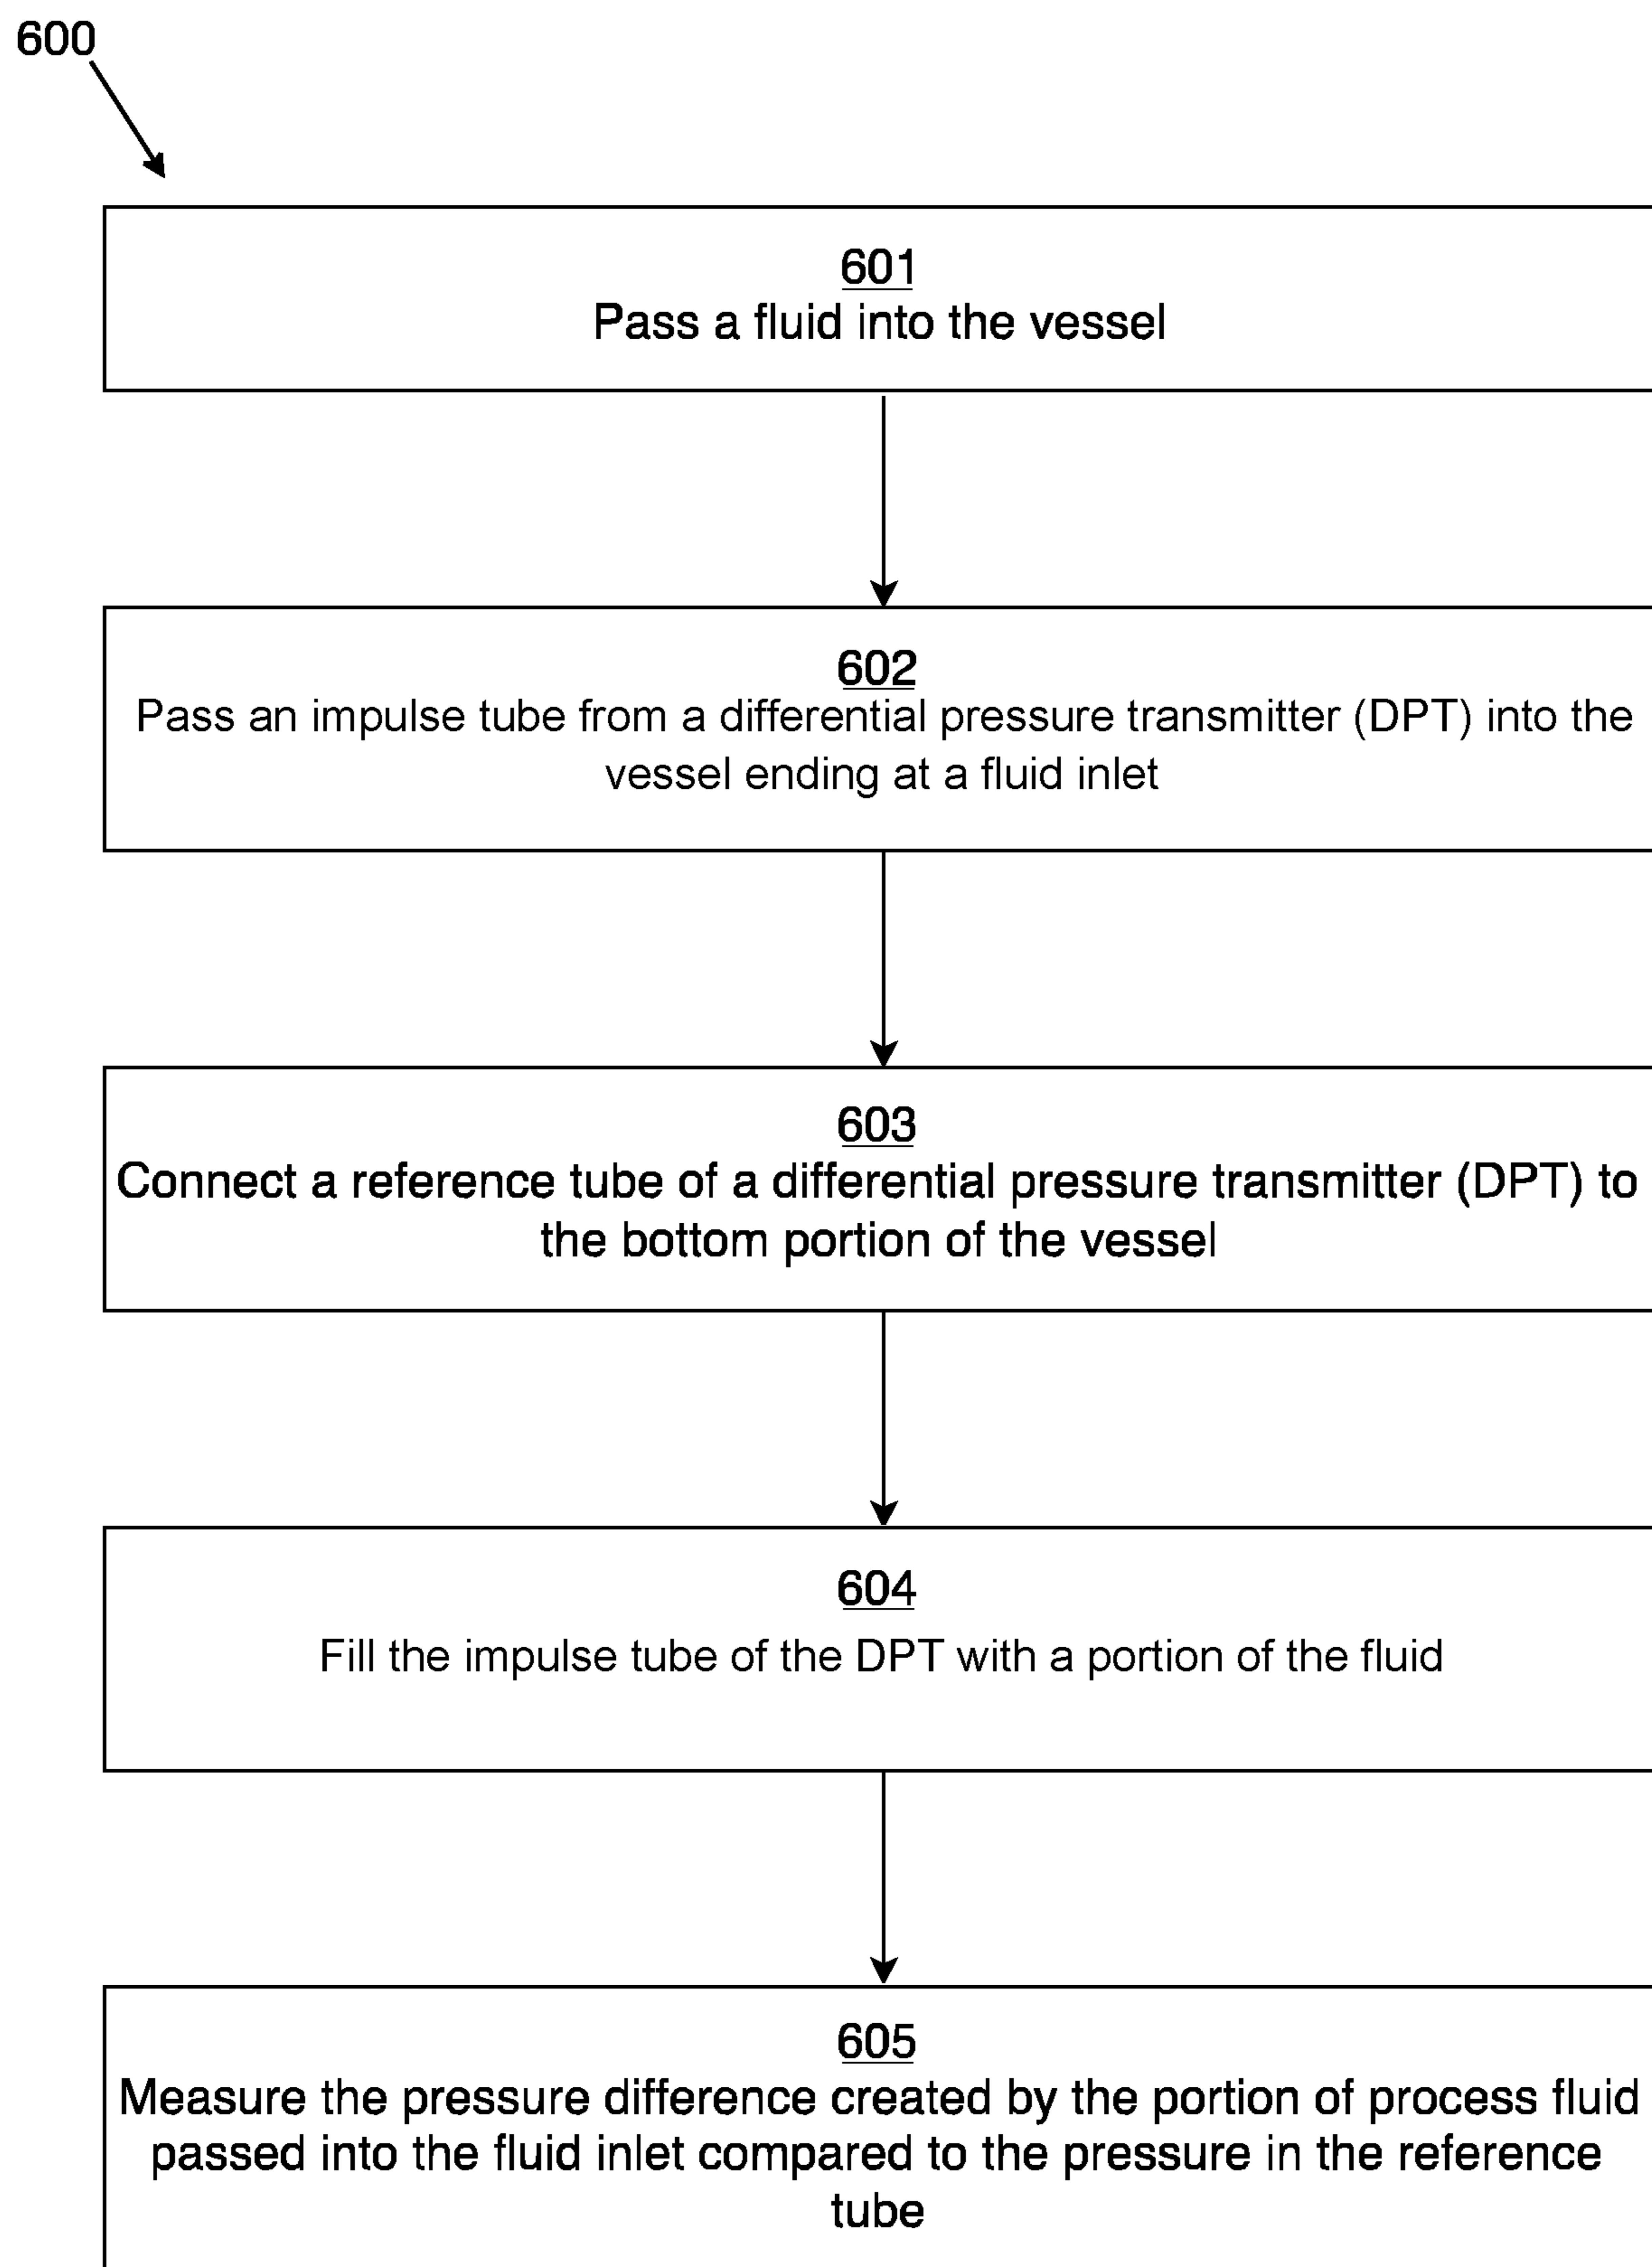 600
601
Pass a fluid into the vessel
602
Pass an impulse tube from a differential pressure transmitter (DPT) into the
vessel ending at a fluid inlet
603
Connect a reference tube of a differential pressure transmitter (DPT) to
the bottom portion of the vessel
604
Fill the impulse tube of the DPT with a portion of the fluid
605
Measure the pressure difference created by the portion of process fluid
passed into the fluid inlet compared to the pressure in the reference
tube